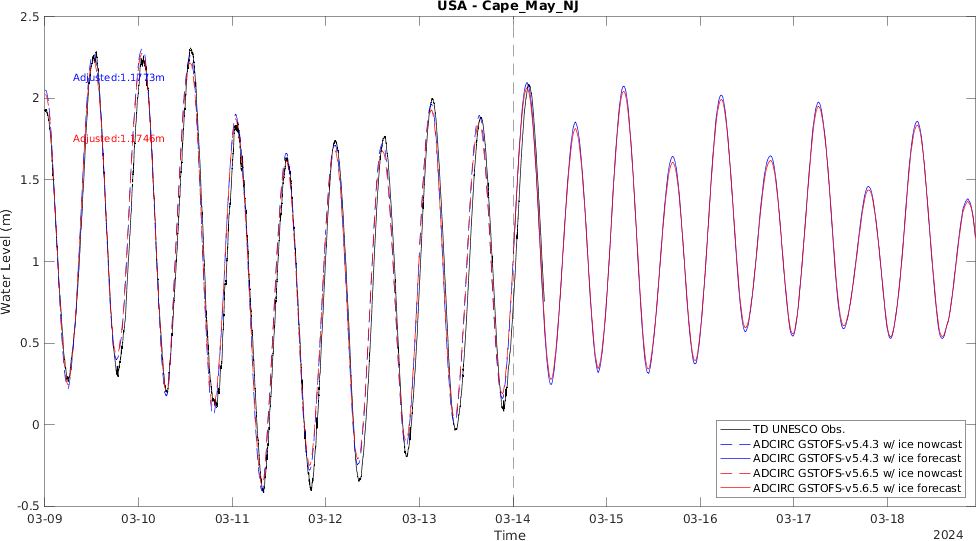 USA - Cape_May_NJ
2.5
2
1.5
1
0.5
0
-0.5
Water Level (m)
Adjusted:1.1773m
Adjusted:1.1746m
TD UNESCO Obs.
ADCIRC GSTOFS-v5.4.3 w/ ice nowcast
ADCIRC GSTOFS-v5.4.3 w/ ice forecast
ADCIRC GSTOFS-v5.6.5 w/ ice nowcast
ADCIRC GSTOFS-v5.6.5 w/ ice forecast
03-09 03-10 03-11 03-12 03-13 03-14 03-15 03-16 03-17 03-18
Time
2024